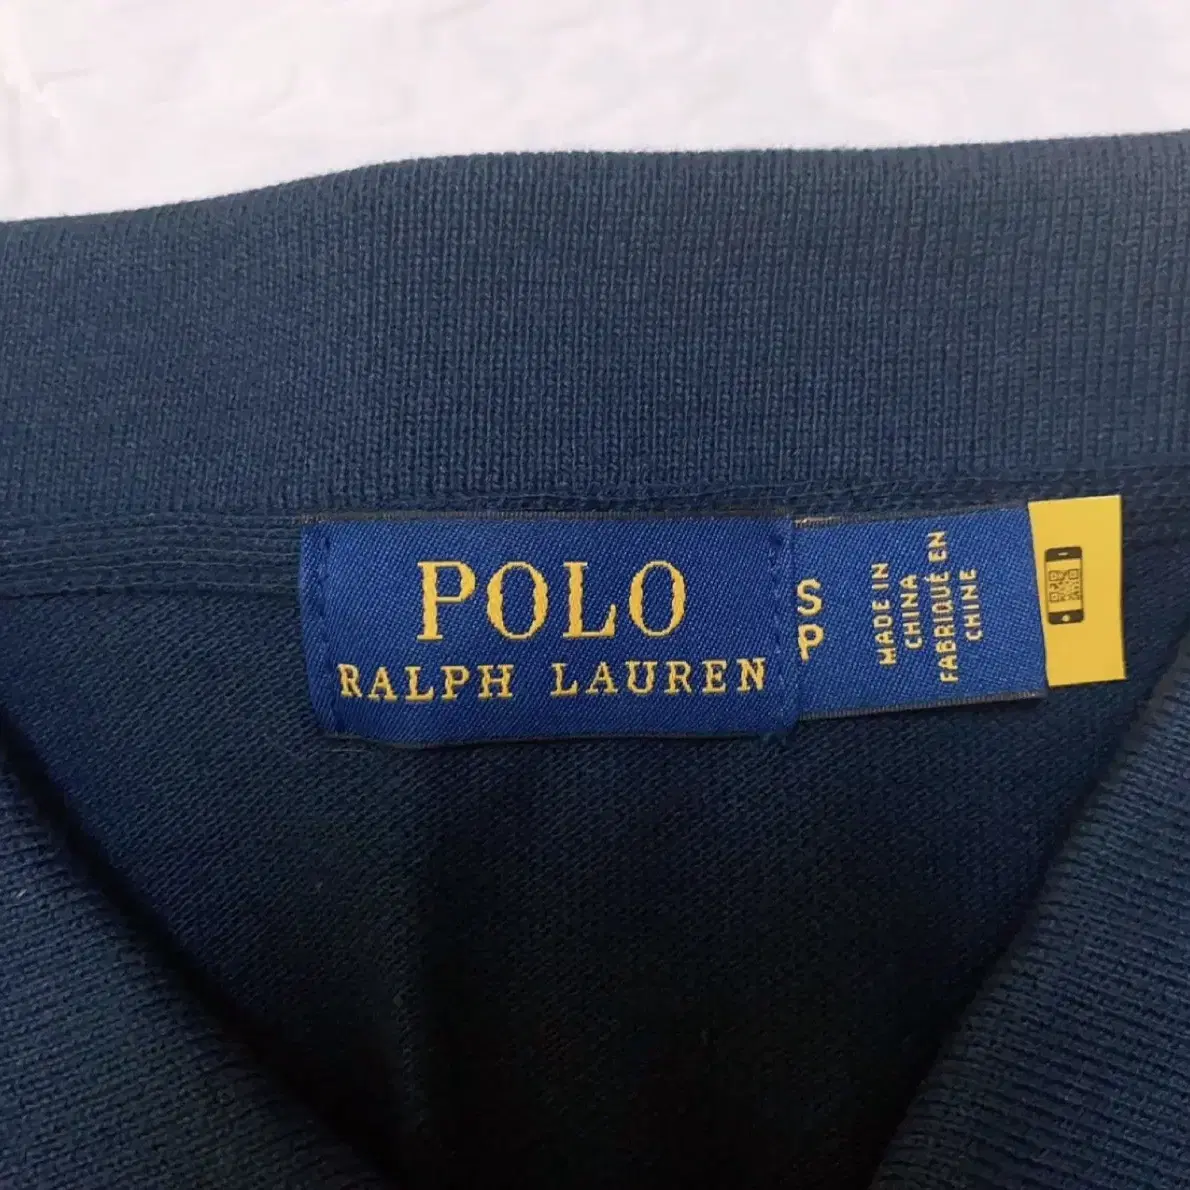 POLO
RALPH LAUREN
S
P
MADE IN
CHINA
FABRIQUÉ EN
CHINE